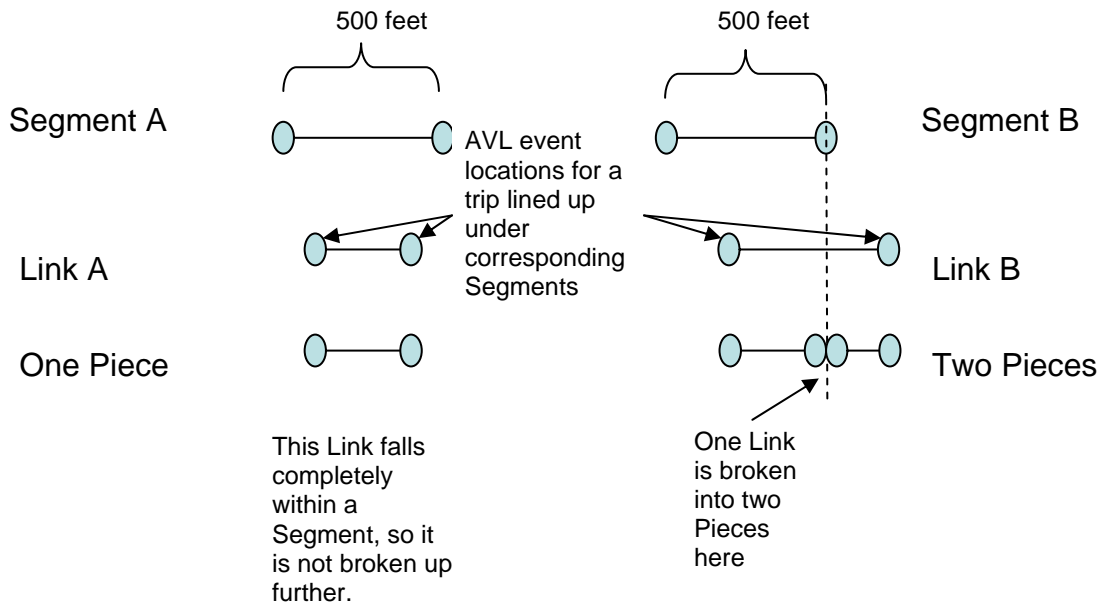 500 feet
500 feet
Segment A
Segment B
AVL event
locations for a
trip lined up
under
corresponding
Segments
Link A
Link B
One Piece
Two Pieces
This Link falls
completely
within a
Segment, so it
is not broken up
further.
One Link
is broken
into two
Pieces
here